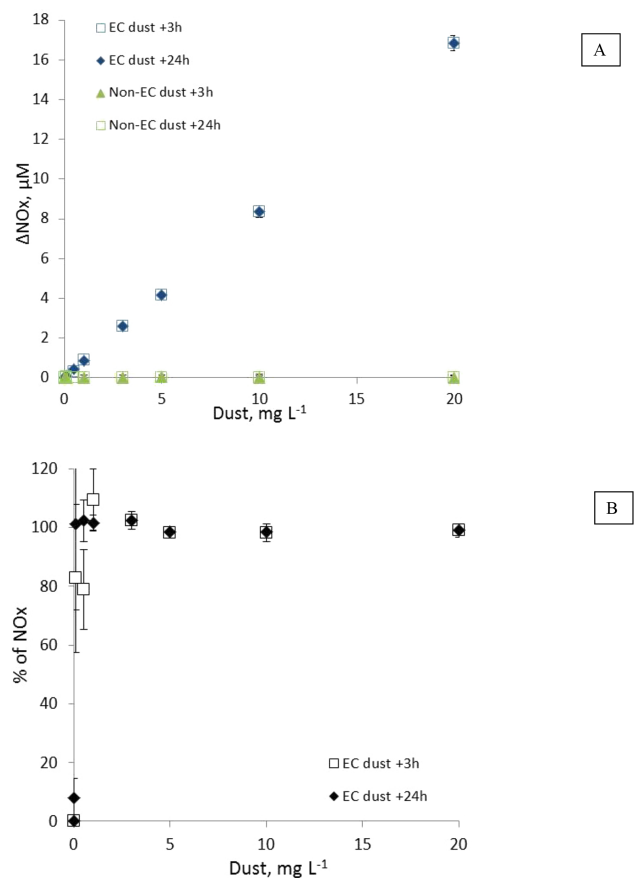 18
16
14
12
10
8
6
4
2
0
ΔNOx, µM
EC dust +3h
EC dust +24h
Non-EC dust +3h
Non-EC dust +24h
A
0 5 10 15 20
Dust, mg L⁻¹
120
100
80
60
40
20
0
% of NOx
B
EC dust +3h
EC dust +24h
0 5 10 15 20
Dust, mg L⁻¹